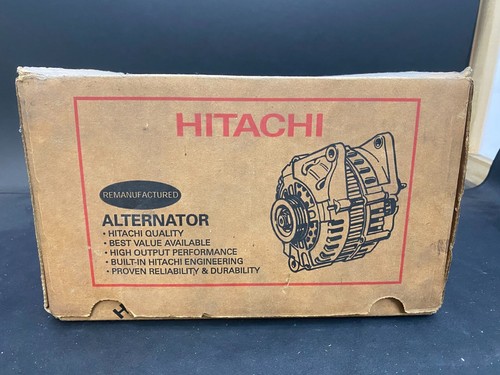 HITACHI
REMANUFACTURED
ALTERNATOR
• HITACHI QUALITY
• BEST VALUE AVAILABLE
• HIGH OUTPUT PERFORMANCE
• BUILT-IN HITACHI ENGINEERING
• PROVEN RELIABILITY & DURABILITY
H